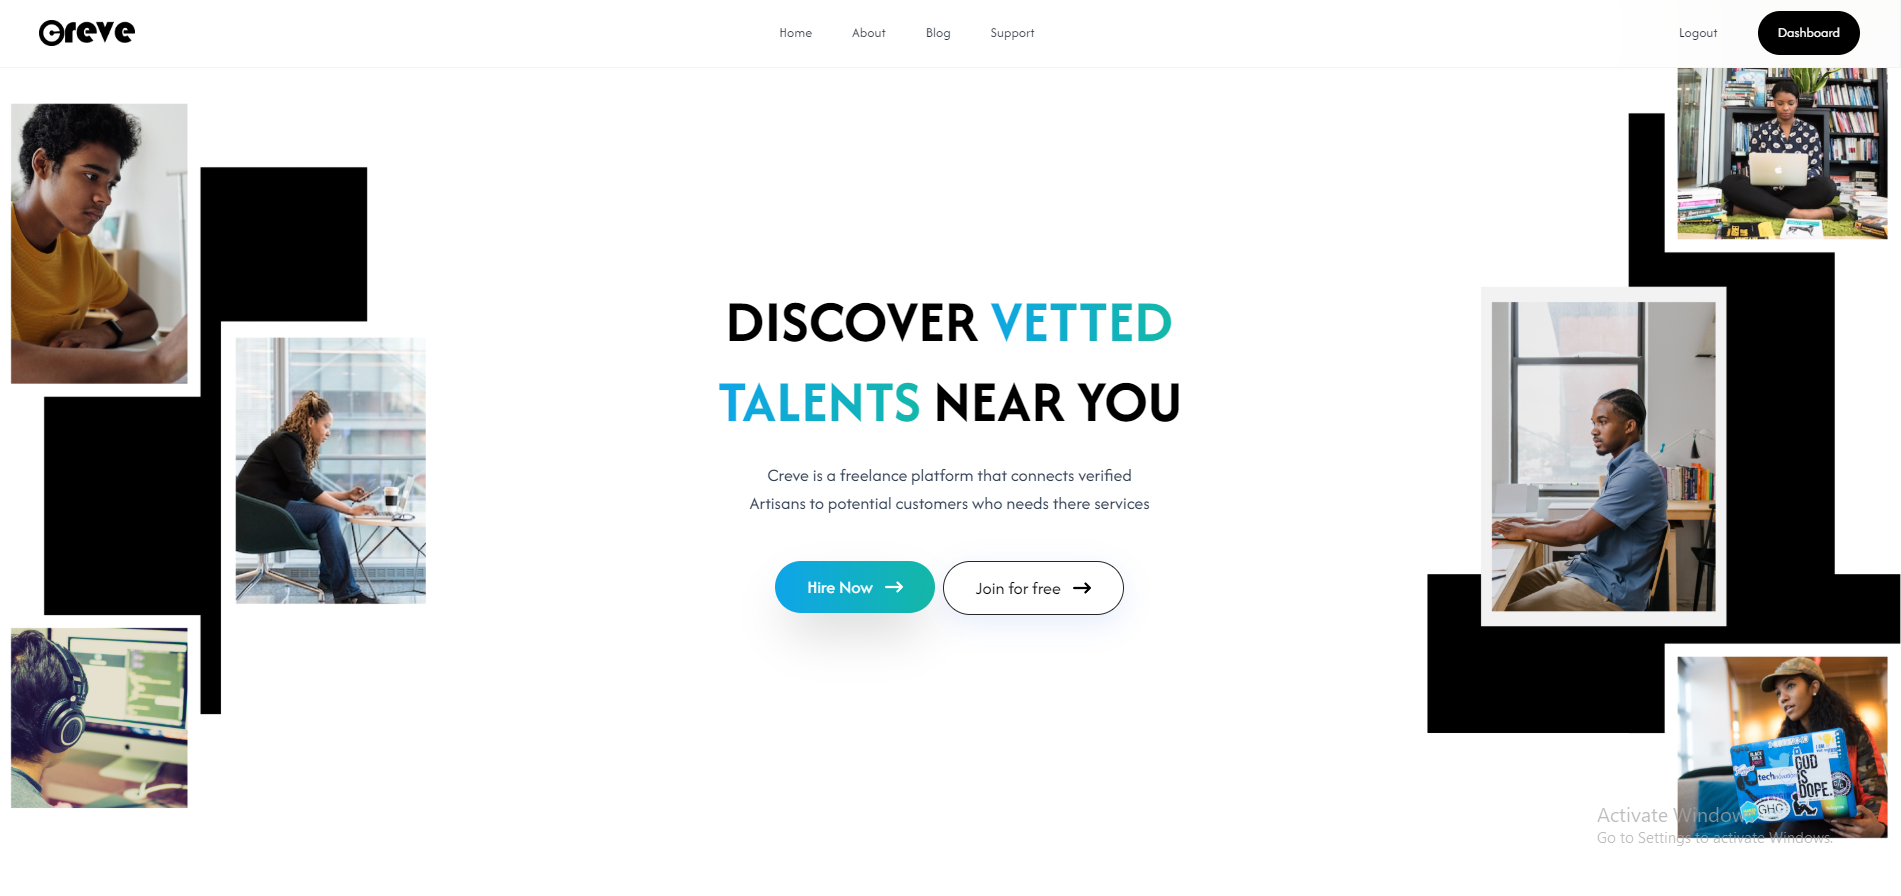 Creve
Home About Blog Support
Logout Dashboard
DISCOVER VETTED
TALENTS NEAR YOU
Creve is a freelance platform that connects verified
Artisans to potential customers who needs there services
Hire Now
Join for free
tech
GOD
IS
DOPE.
GHC
Activate Windows
Go to Settings to activate Windows.